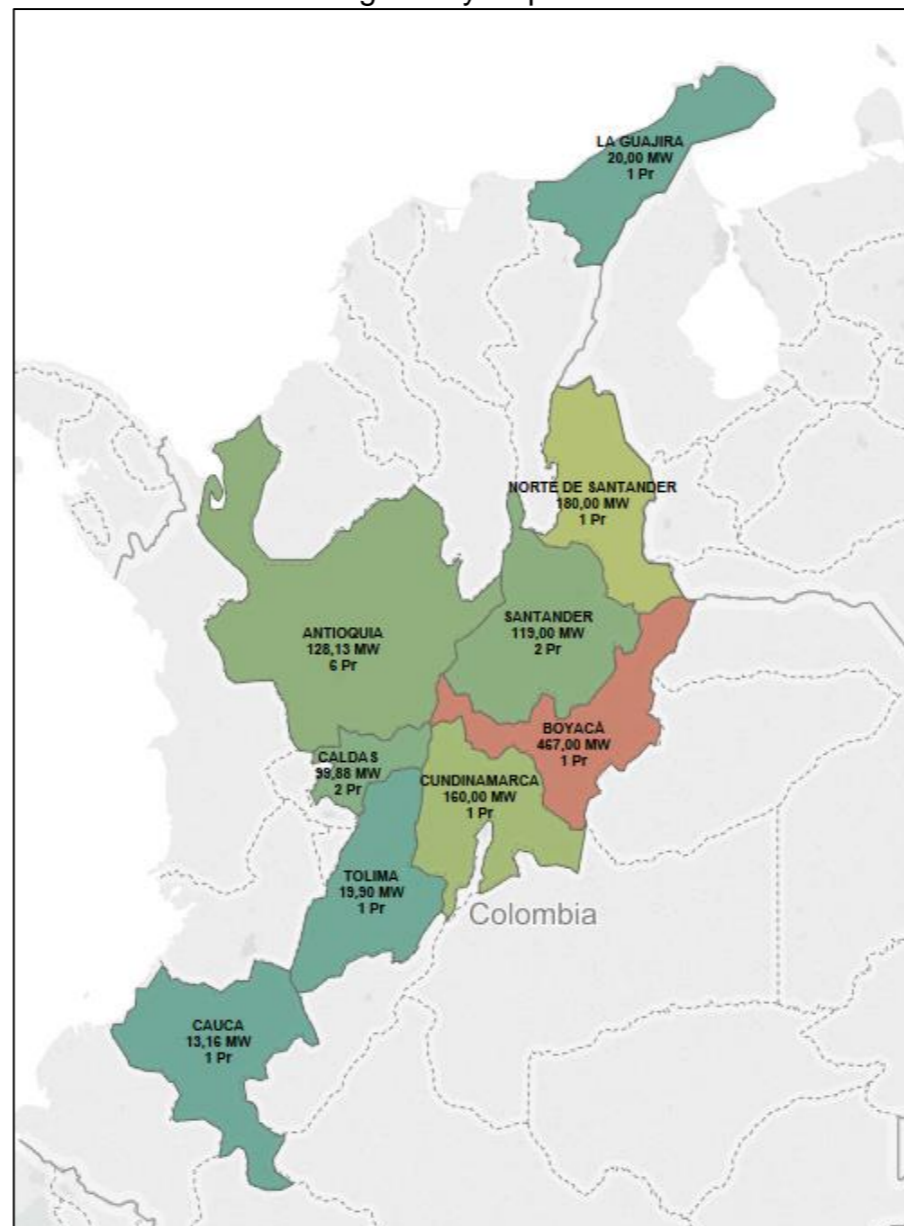 LA GUAJIRA
20,00 MW
1 Pr
NORTE DE SANTANDER
180,00 MW
1 Pr
SANTANDER
119,00 MW
2 Pr
ANTIOQUIA
128,13 MW
6 Pr
BOYACÁ
467,00 MW
1 Pr
CALDAS
99,88 MW
2 Pr
CUNDINAMARCA
160,00 MW
1 Pr
TOLIMA
19,90 MW
1 Pr
Colombia
CAUCA
13,16 MW
1 Pr